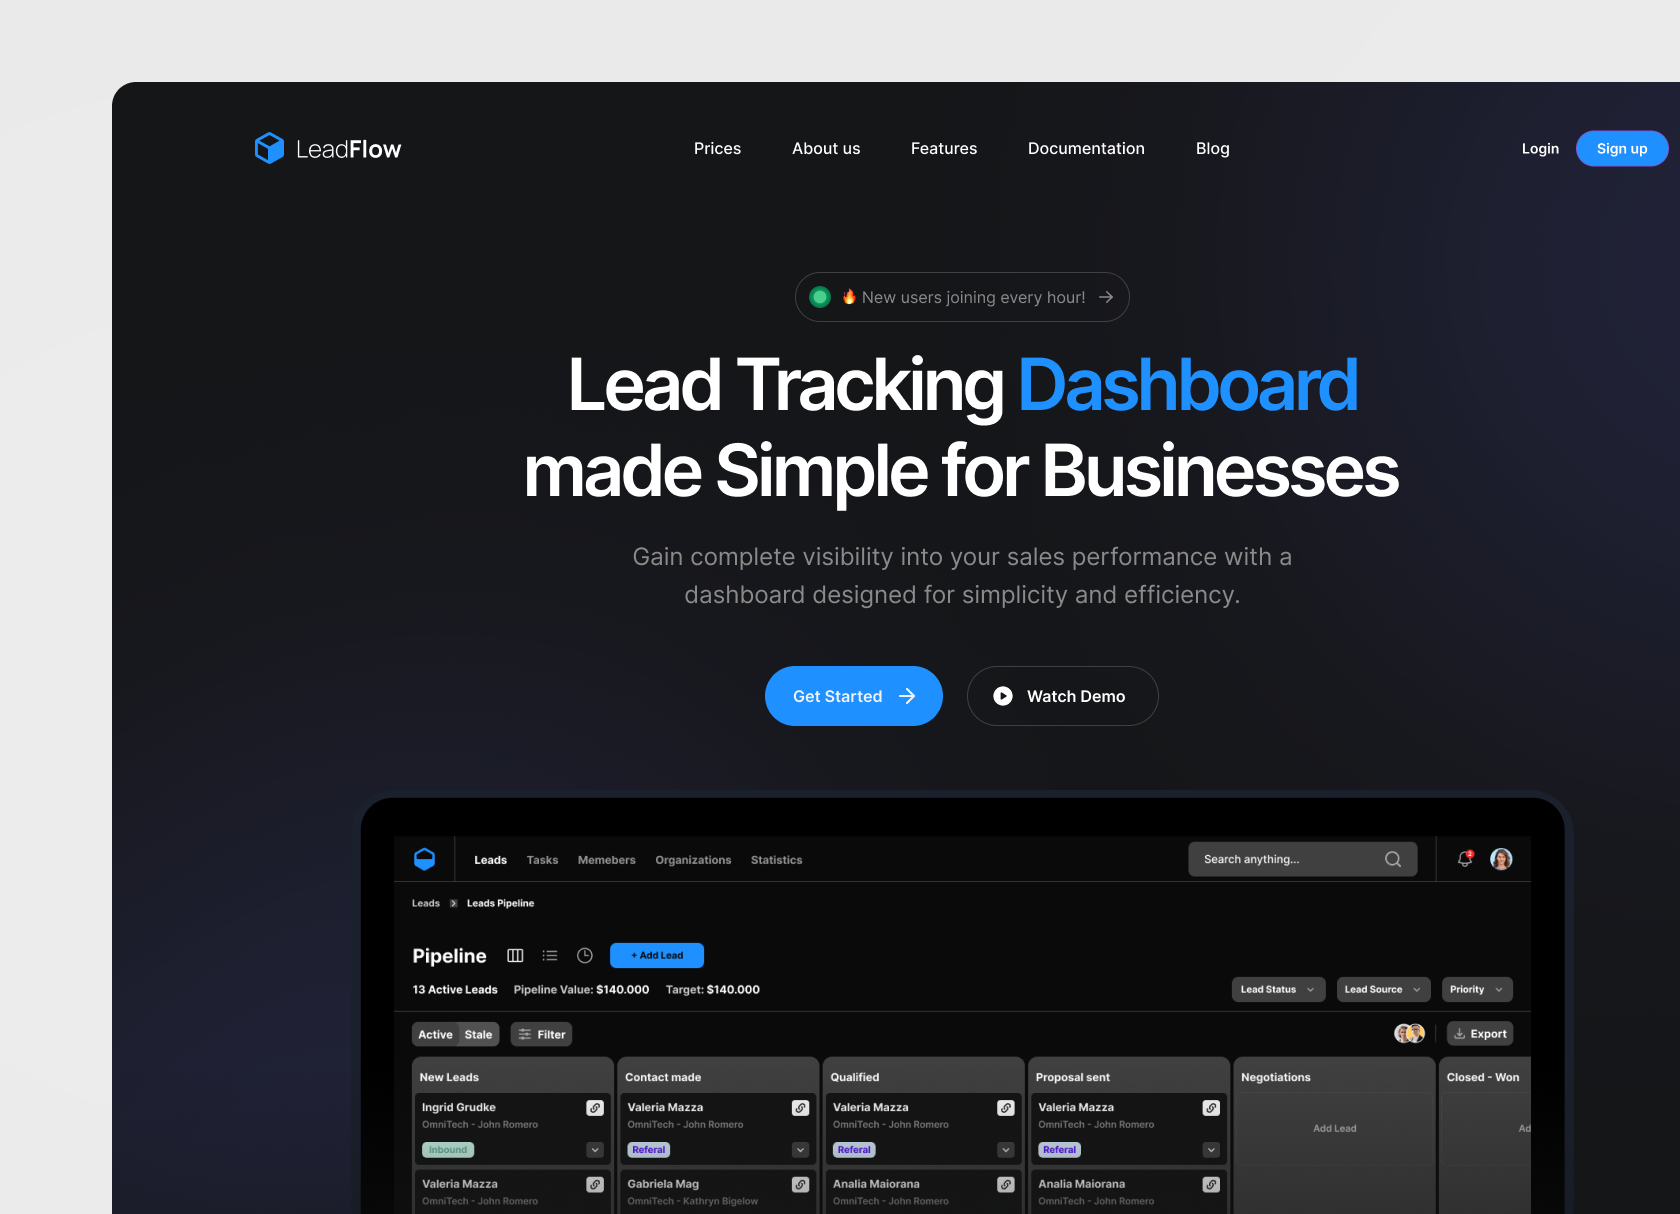 LeadFlow
Prices
About us
Features
Documentation
Blog
Login
Sign up
🔥 New users joining every hour!
Lead Tracking Dashboard
made Simple for Businesses
Gain complete visibility into your sales performance with a
dashboard designed for simplicity and efficiency.
Get Started
Watch Demo
Leads
Tasks
Memebers
Organizations
Statistics
Search anything...
Leads
Leads Pipeline
Pipeline
+ Add Lead
13 Active Leads
Pipeline Value: $140.000
Target: $140.000
Lead Status
Lead Source
Priority
Active
Stale
Filter
Export
New Leads
Ingrid Grudke
OmniTech - John Romero
Inbound
Valeria Mazza
OmniTech - John Romero
Contact made
Valeria Mazza
OmniTech - John Romero
Referal
Gabriela Mag
OmniTech - Kathryn Bigelow
Qualified
Valeria Mazza
OmniTech - John Romero
Referal
Analia Maiorana
OmniTech - John Romero
Proposal sent
Valeria Mazza
OmniTech - John Romero
Referal
Analia Maiorana
OmniTech - John Romero
Negotiations
Add Lead
Closed - Won
Ad